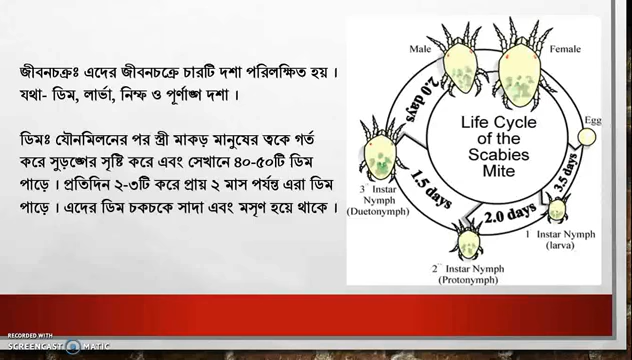 জীবনচক্রঃ এদের জীবনচক্রে চারটি দশা পরিলক্ষিত হয় ।
যথা- ডিম, লার্ভা, নিম্ফ ও পূর্ণাঙ্গ দশা ।
ডিমঃ যৌনমিলনের পর স্ত্রী মাকড় মানুষের ত্বকে গর্ত
করে সুড়ঙ্গের সৃষ্টি করে এবং সেখানে ৪০-৫০টি ডিম
পাড়ে । প্রতিদিন ২-৩টি করে প্রায় ২ মাস পর্যন্ত এরা ডিম
পাড়ে । এদের ডিম চকচকে সাদা এবং মসৃণ হয়ে থাকে ।
Male
Female
2.0 days
Life Cycle
of the
Scabies
Mite
Egg
3.5 days
1 Instar Nymph
(larva)
2.0 days
2 Instar Nymph
(Protonymph)
1.5 days
3 Instar
Nymph
(Duetonymph)
RECORDED WITH
SCREENCAST MATIC